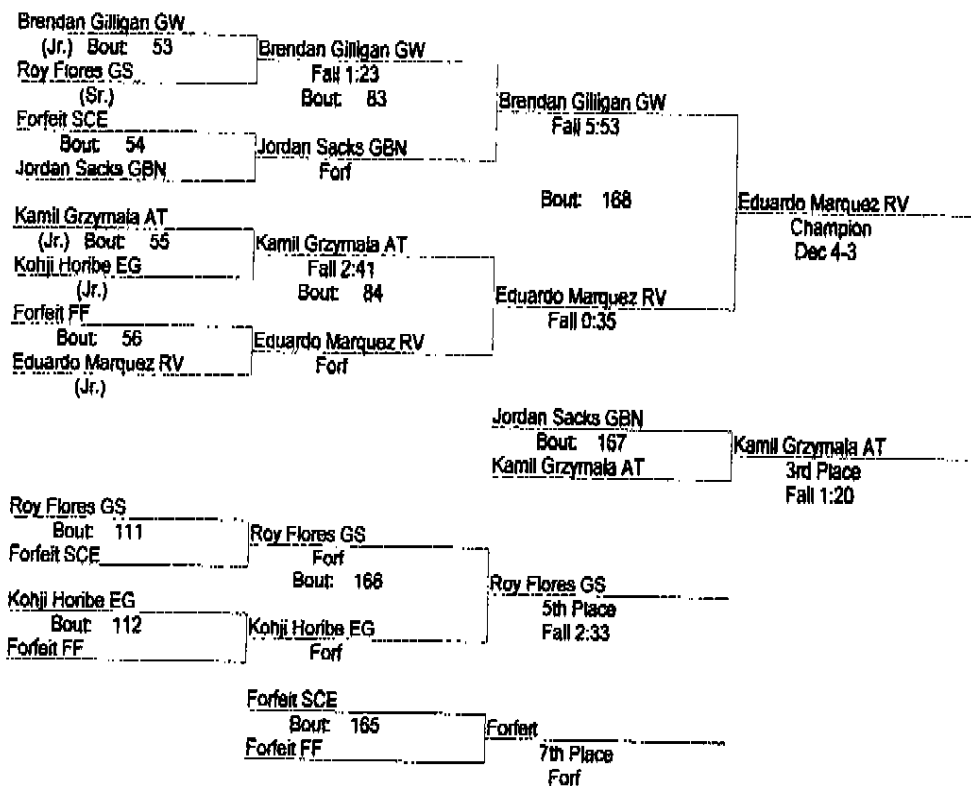 Brendan Gilligan GW
(Jr.) Bout: 53
Roy Flores GS
(Sr.)
Forfeit SCE
Bout: 54
Jordan Sacks GBN
Kamil Grzymala AT
(Jr.) Bout: 55
Kohji Horibe EG
(Jr.)
Forfeit FF
Bout: 56
Eduardo Marquez RV
(Jr.)
Brendan Gilligan GW
Fall 1:23
Bout: 83
Jordan Sacks GBN
Forf
Kamil Grzymala AT
Fall 2:41
Bout: 84
Eduardo Marquez RV
Forf
Brendan Gilligan GW
Fall 5:53
Bout: 168
Eduardo Marquez RV
Fall 0:35
Eduardo Marquez RV
Champion
Dec 4-3
Jordan Sacks GBN
Bout: 167
Kamil Grzymala AT
Kamil Grzymala AT
3rd Place
Fall 1:20
Roy Flores GS
Bout: 111
Forfeit SCE
Kohji Horibe EG
Bout: 112
Forfeit FF
Roy Flores GS
Forf
Bout: 168
Kohji Horibe EG
Forf
Roy Flores GS
5th Place
Fall 2:33
Forfeit SCE
Bout: 165
Forfeit FF
Forfeit
7th Place
Forf